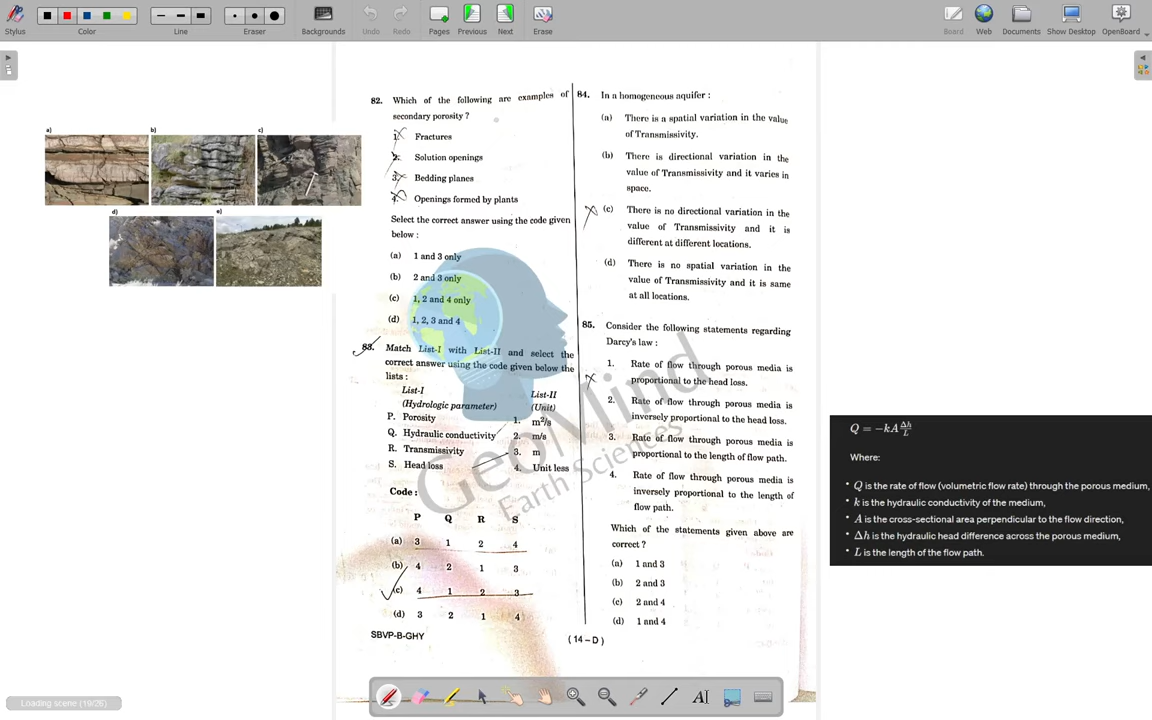 Stylus
Color
Line
Eraser
Backgrounds
Undo
Redo
Pages
Previous
Next
Erase
Board
Web
Documents
Show Desktop
OpenBoard
a)
b)
c)
d)
e)
82. Which of the following are examples of
secondary porosity ?
1. Fractures
2. Solution openings
3. Bedding planes
4. Openings formed by plants
Select the correct answer using the code given
below :
(a) 1 and 3 only
(b) 2 and 3 only
(c) 1, 2 and 4 only
(d) 1, 2, 3 and 4
83. Match List-I with List-II and select the
correct answer using the code given below the
lists :
List-I List-II
(Hydrologic parameter) (Unit)
P. Porosity 1. m²/s
Q. Hydraulic conductivity 2. m/s
R. Transmissivity 3. m
S. Head loss 4. Unit less
Code :
P Q R S
(a) 3 1 2 4
(b) 4 2 1 3
(c) 4 1 2 3
(d) 3 2 1 4
SBVP-B-GHY
(14 – D)
84. In a homogeneous aquifer :
(a) There is a spatial variation in the value
of Transmissivity.
(b) There is directional variation in the
value of Transmissivity and it varies in
space.
(c) There is no directional variation in the
value of Transmissivity and it is
different at different locations.
(d) There is no spatial variation in the
value of Transmissivity and it is same
at all locations.
85. Consider the following statements regarding
Darcy's law :
1. Rate of flow through porous media is
proportional to the head loss.
2. Rate of flow through porous media is
inversely proportional to the head loss.
3. Rate of flow through porous media is
proportional to the length of flow path.
4. Rate of flow through porous media is
inversely proportional to the length of
flow path.
Which of the statements given above are
correct ?
(a) 1 and 3
(b) 2 and 3
(c) 2 and 4
(d) 1 and 4
GeoMind
Earth Sciences
Q = −kA Δh/L
Where:
• Q is the rate of flow (volumetric flow rate) through the porous medium,
• k is the hydraulic conductivity of the medium,
• A is the cross-sectional area perpendicular to the flow direction,
• Δh is the hydraulic head difference across the porous medium,
• L is the length of the flow path.
Loading scene (19/26)